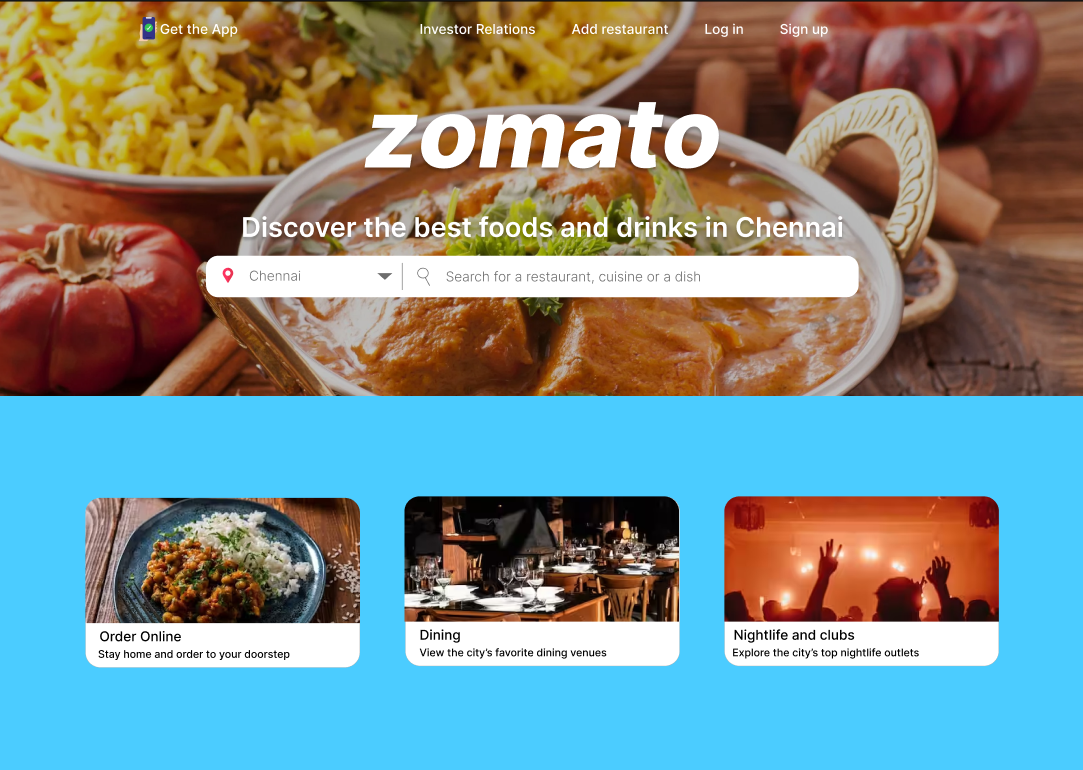 Get the App
Investor Relations
Add restaurant
Log in
Sign up
zomato
Discover the best foods and drinks in Chennai
Chennai
Search for a restaurant, cuisine or a dish
Order Online
Stay home and order to your doorstep
Dining
View the city’s favorite dining venues
Nightlife and clubs
Explore the city’s top nightlife outlets